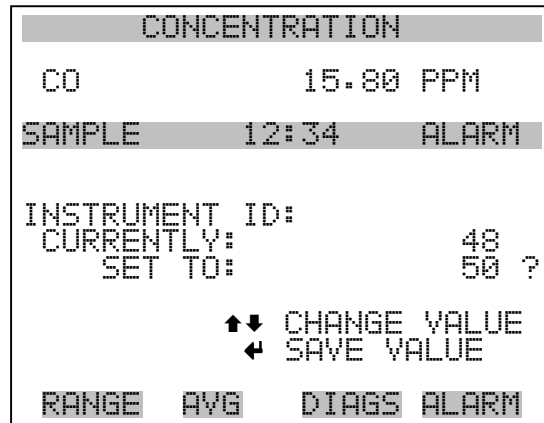 CONCENTRATION
CO 15.80 PPM
SAMPLE 12:34 ALARM
INSTRUMENT ID:
CURRENTLY: 48
SET TO: 50 ?
CHANGE VALUE
SAVE VALUE
RANGE AVG DIAGS ALARM